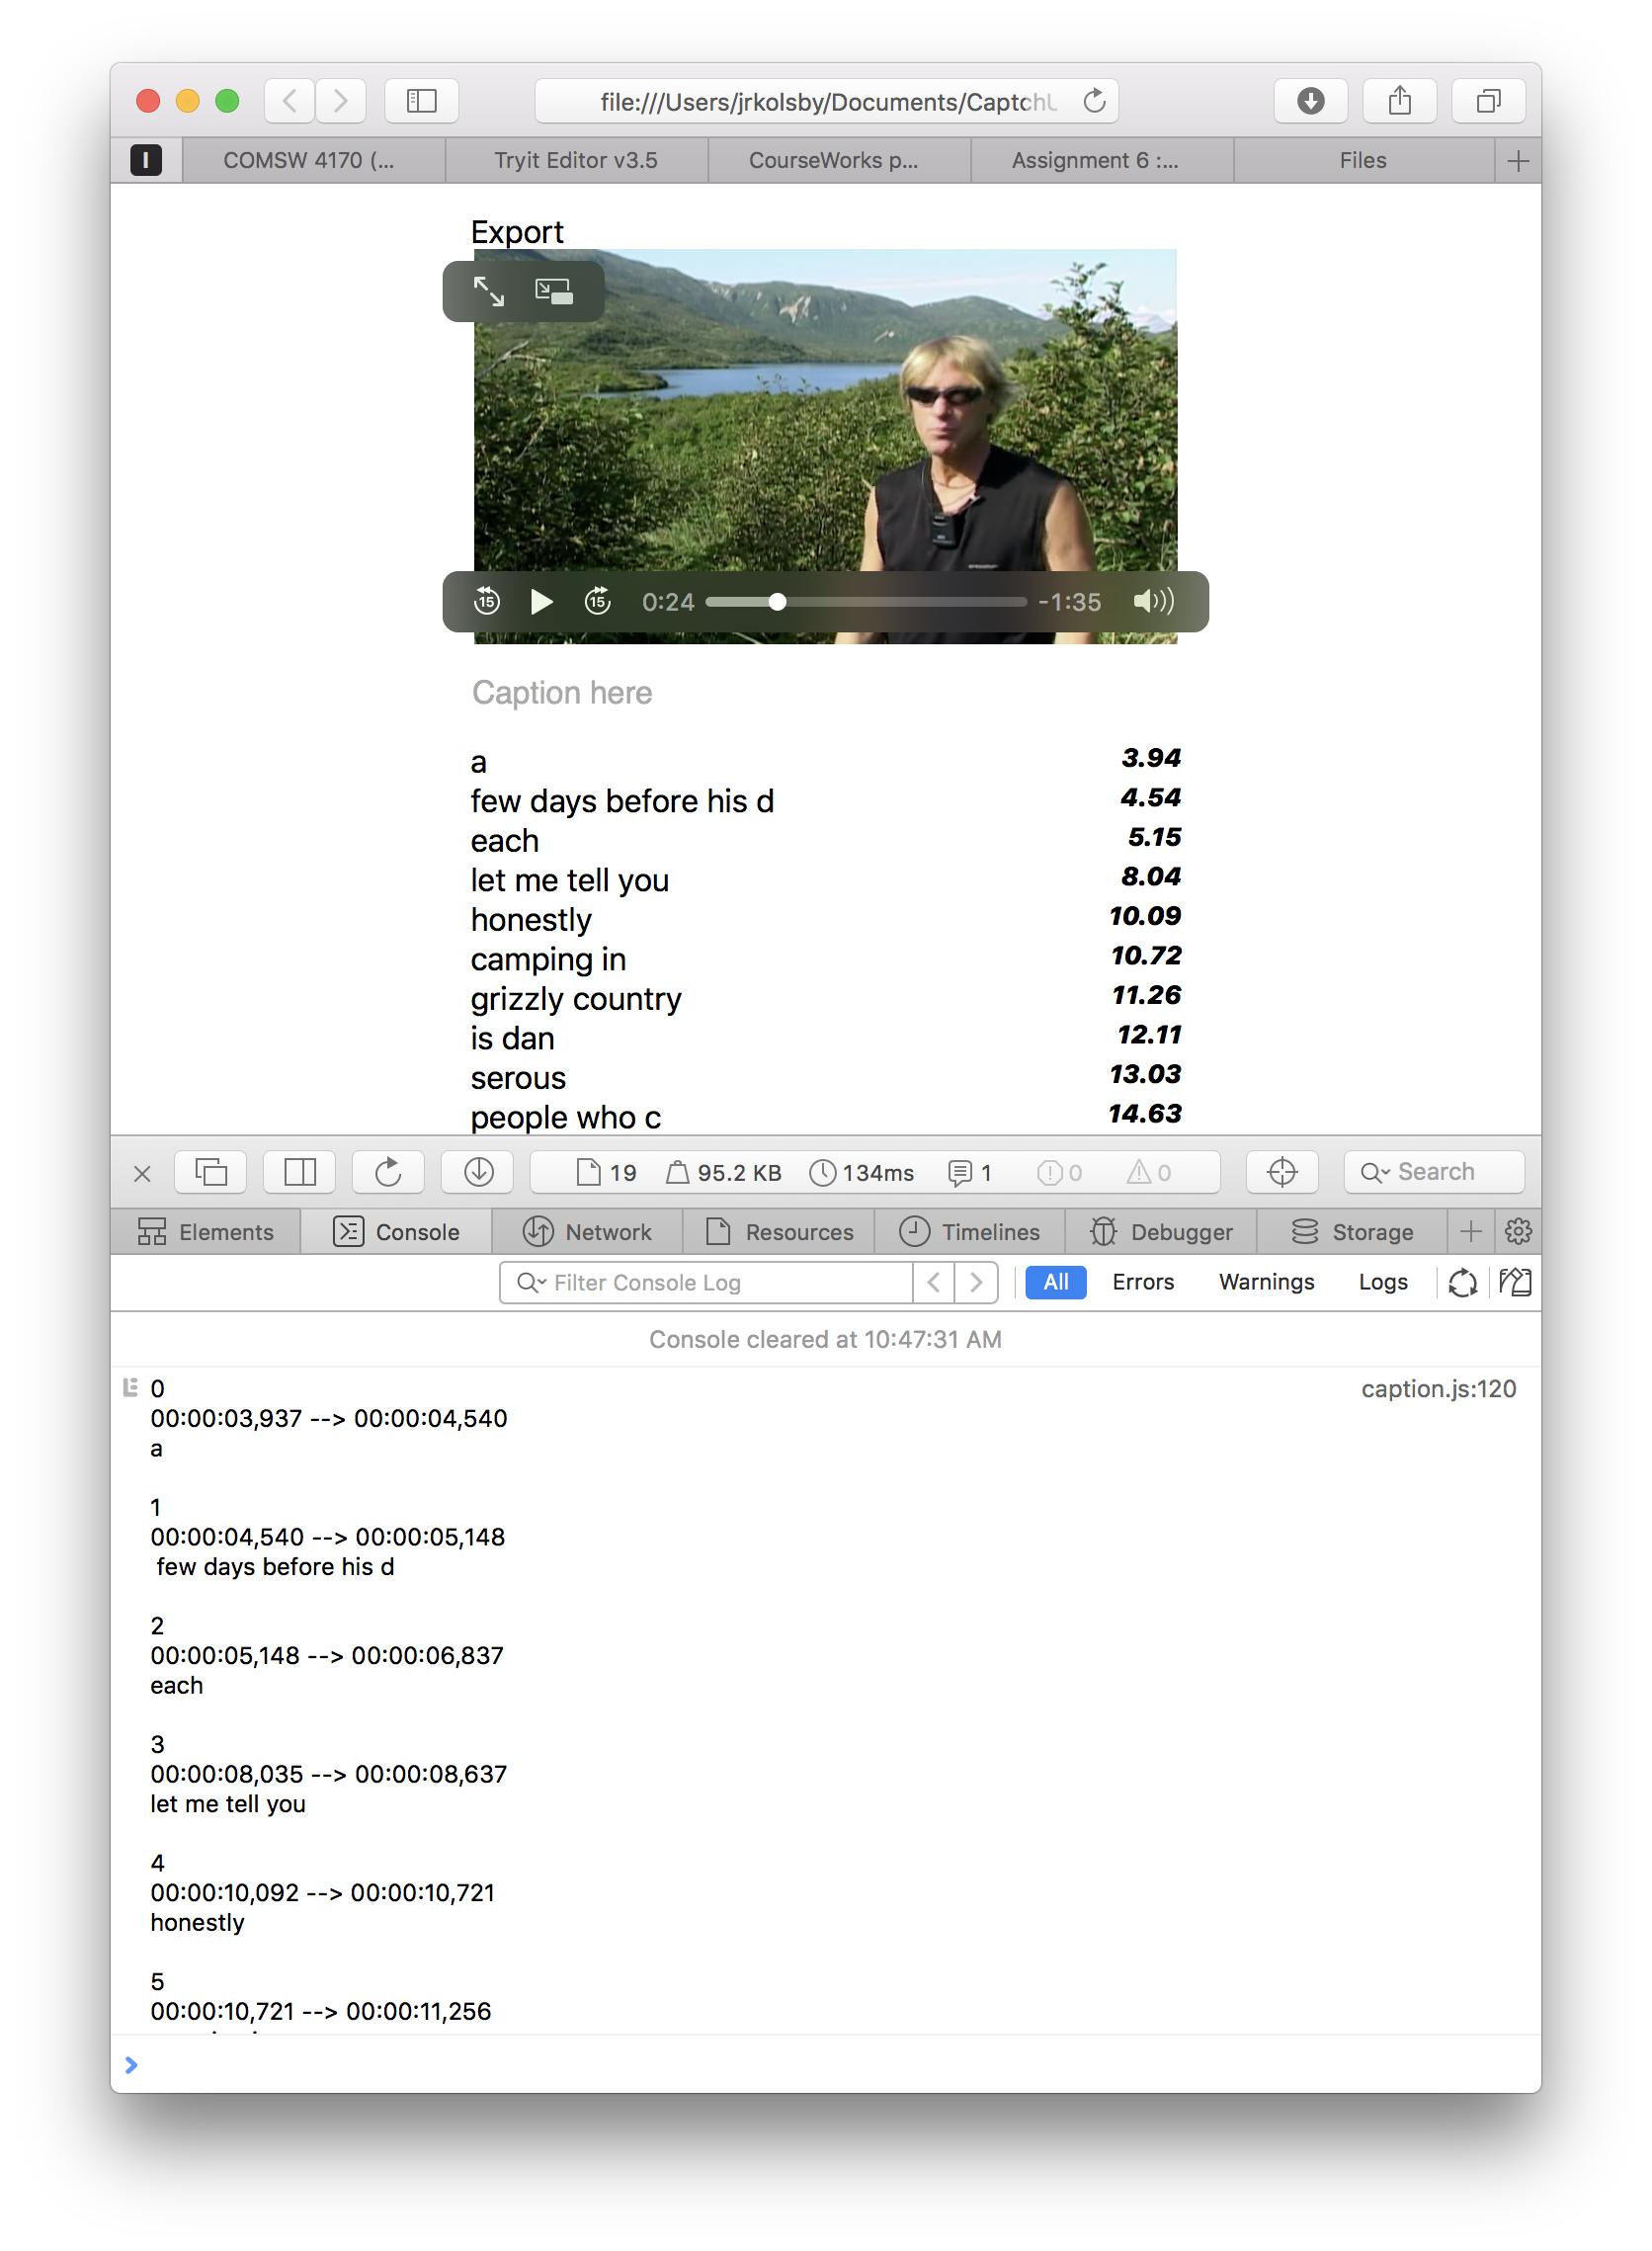 file:///Users/jrkolsby/Documents/CaptchU
I
COMSW 4170 (...
Tryit Editor v3.5
CourseWorks p...
Assignment 6 :...
Files
Export
15
15
0:24
-1:35
Caption here
a 3.94
few days before his d 4.54
each 5.15
let me tell you 8.04
honestly 10.09
camping in 10.72
grizzly country 11.26
is dan 12.11
serous 13.03
people who c 14.63
19 95.2 KB 134ms 1 0 0
Search
Elements
Console
Network
Resources
Timelines
Debugger
Storage
Filter Console Log
All
Errors
Warnings
Logs
Console cleared at 10:47:31 AM
0
caption.js:120
00:00:03,937 --> 00:00:04,540
a
1
00:00:04,540 --> 00:00:05,148
few days before his d
2
00:00:05,148 --> 00:00:06,837
each
3
00:00:08,035 --> 00:00:08,637
let me tell you
4
00:00:10,092 --> 00:00:10,721
honestly
5
00:00:10,721 --> 00:00:11,256